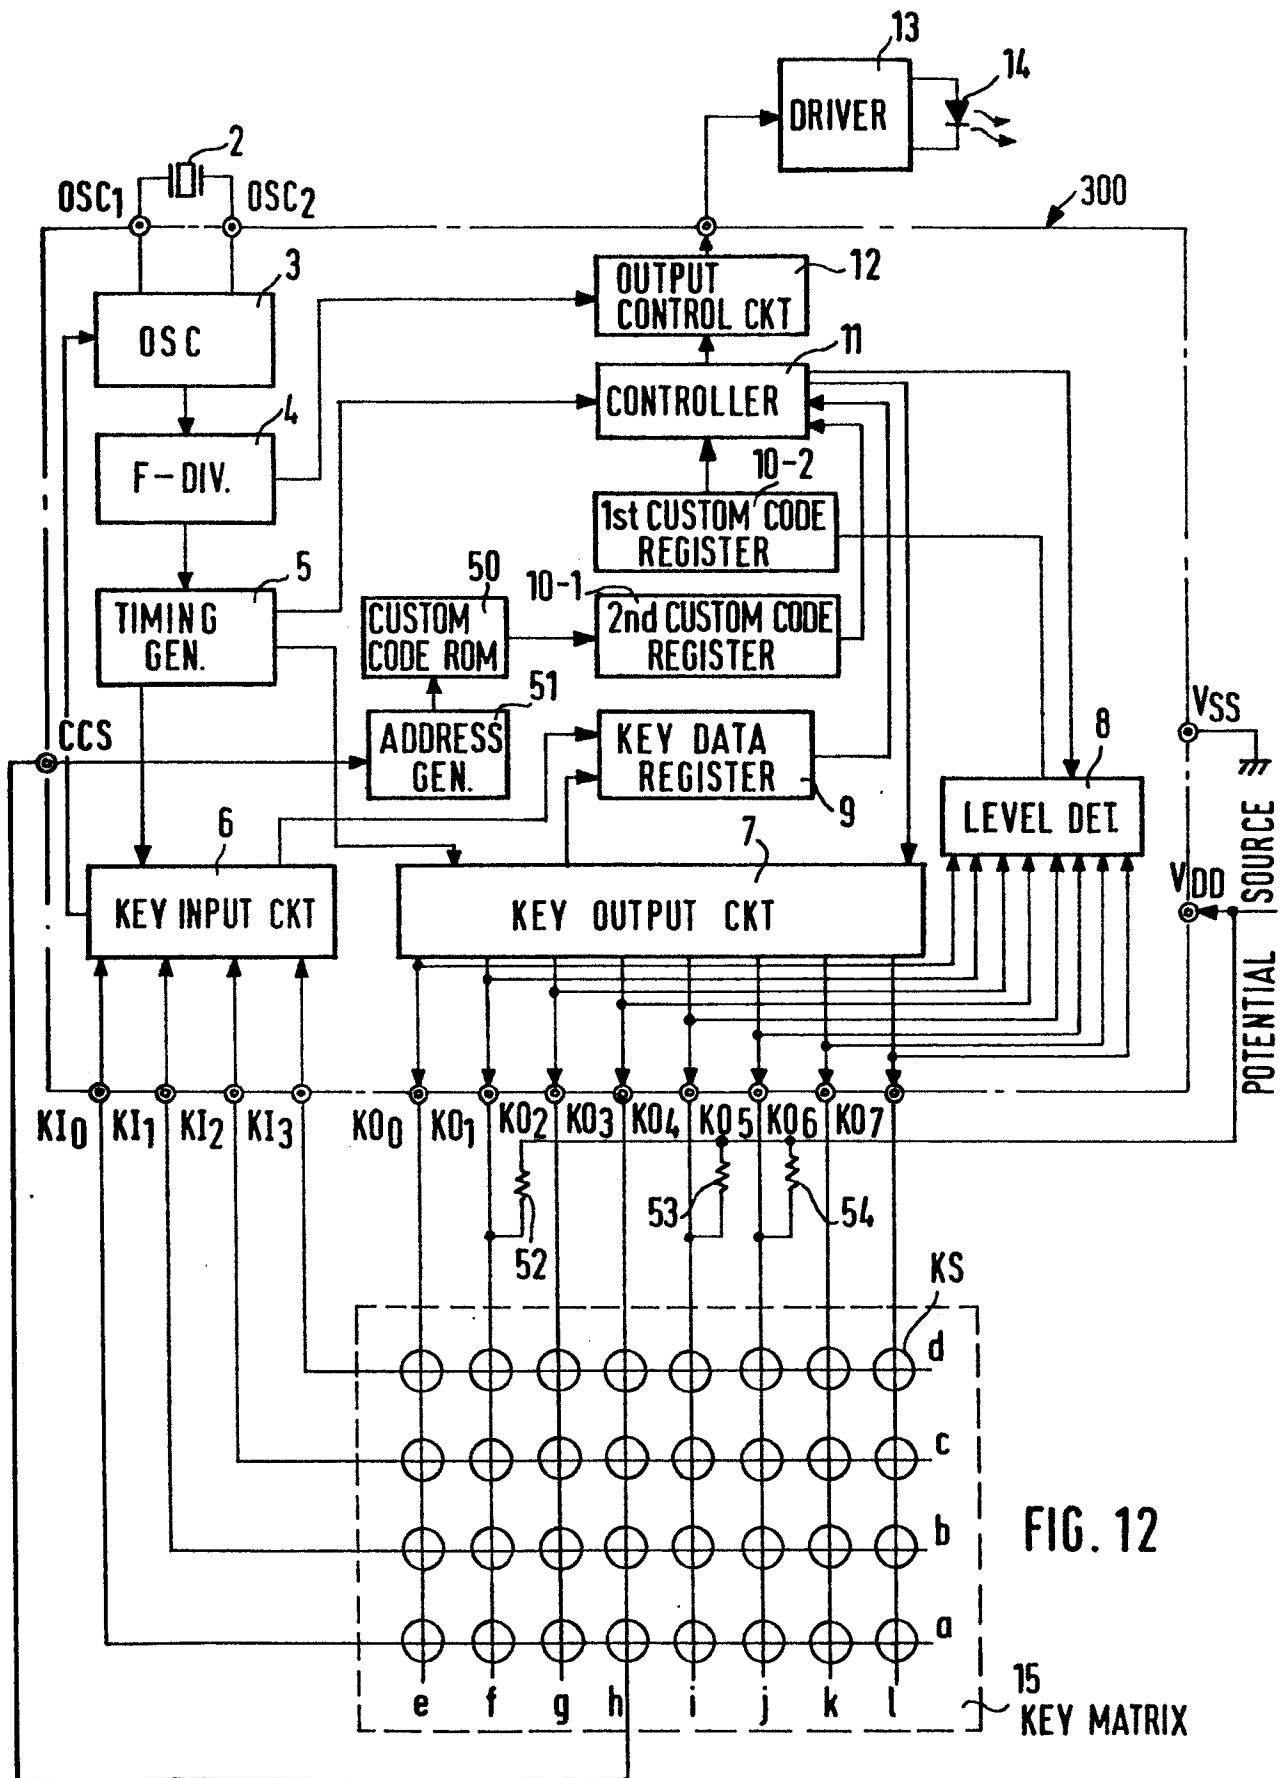 13
14
DRIVER
2
OSC1
OSC2
300
3
OSC
12
OUTPUT
CONTROL CKT
11
CONTROLLER
4
F-DIV.
10-2
1st CUSTOM CODE
REGISTER
5
TIMING
GEN.
50
CUSTOM
CODE ROM
10-1
2nd CUSTOM CODE
REGISTER
51
ADDRESS
GEN.
KEY DATA
REGISTER
9
CCS
VSS
8
LEVEL DET.
6
KEY INPUT CKT
7
KEY OUTPUT CKT
VDD
POTENTIAL SOURCE
KI0
KI1
KI2
KI3
KO0
KO1
KO2
KO3
KO4
KO5
KO6
KO7
52
53
54
KS
d
c
b
a
e
f
g
h
i
j
k
l
FIG. 12
15
KEY MATRIX